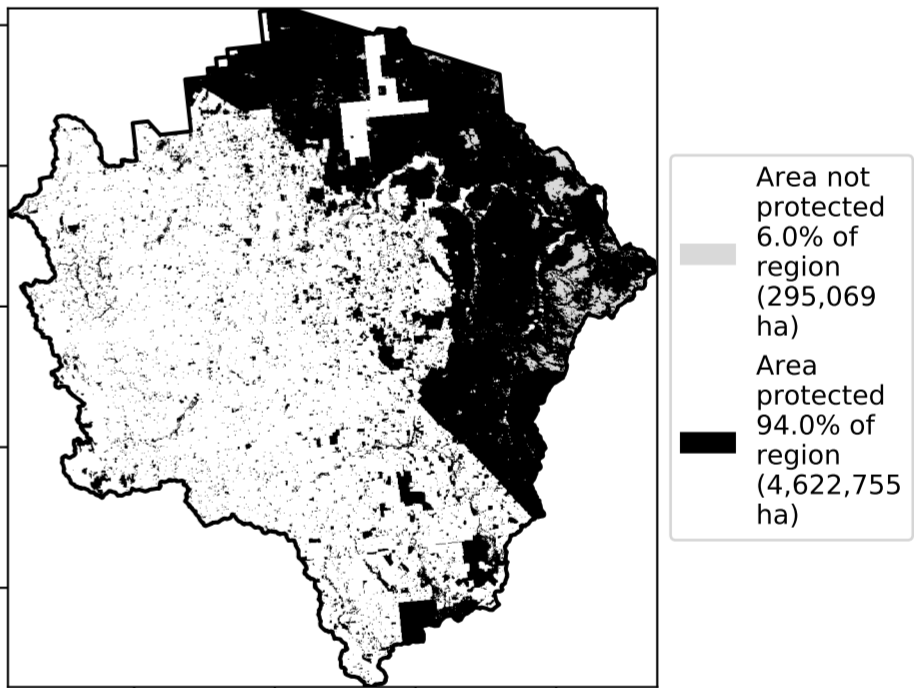 Area not
protected
6.0% of
region
(295,069
ha)
Area
protected
94.0% of
region
(4,622,755
ha)